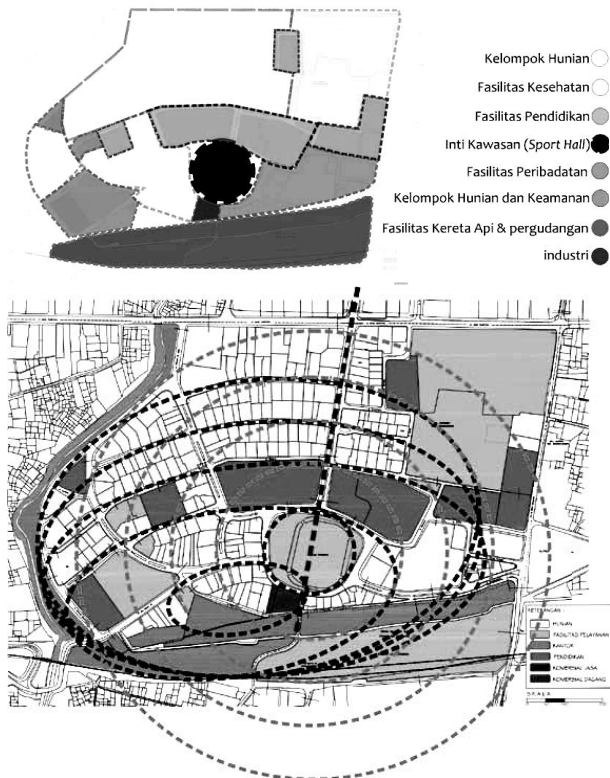 Kelompok Hunian
Fasilitas Kesehatan
Fasilitas Pendidikan
Inti Kawasan (Sport Hall)
Fasilitas Peribadatan
Kelompok Hunian dan Keamanan
Fasilitas Kereta Api & pergudangan
industri
KETERANGAN :
HUNIAN
FASILITAS PELAYANAN
KANTOR
PENDIDIKAN
KOMERSIAL JASA
KOMERSIAL DAGANG
SKALA